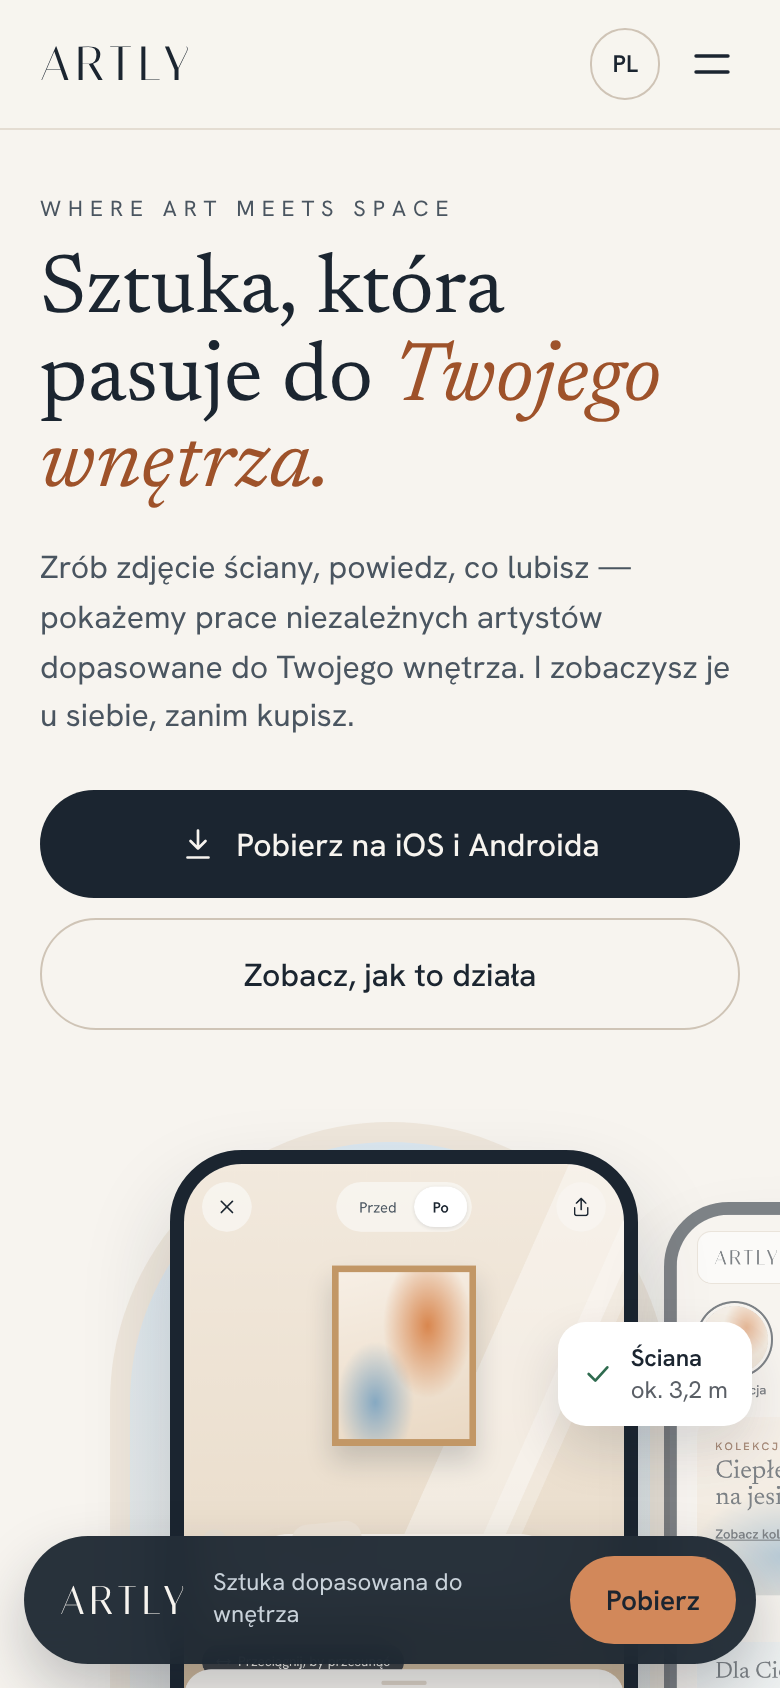 ARTLY
PL
WHERE ART MEETS SPACE
Sztuka, która
pasuje do Twojego
wnętrza.
Zrób zdjęcie ściany, powiedz, co lubisz —
pokażemy prace niezależnych artystów
dopasowane do Twojego wnętrza. I zobaczysz je
u siebie, zanim kupisz.
Pobierz na iOS i Androida
Zobacz, jak to działa
Przed
Po
ARTLY
Ściana
ok. 3,2 m
KOLEKC
Ciepłe
na jesi
Zobacz kol
ARTLY
Sztuka dopasowana do
wnętrza
Pobierz
Dla Ci